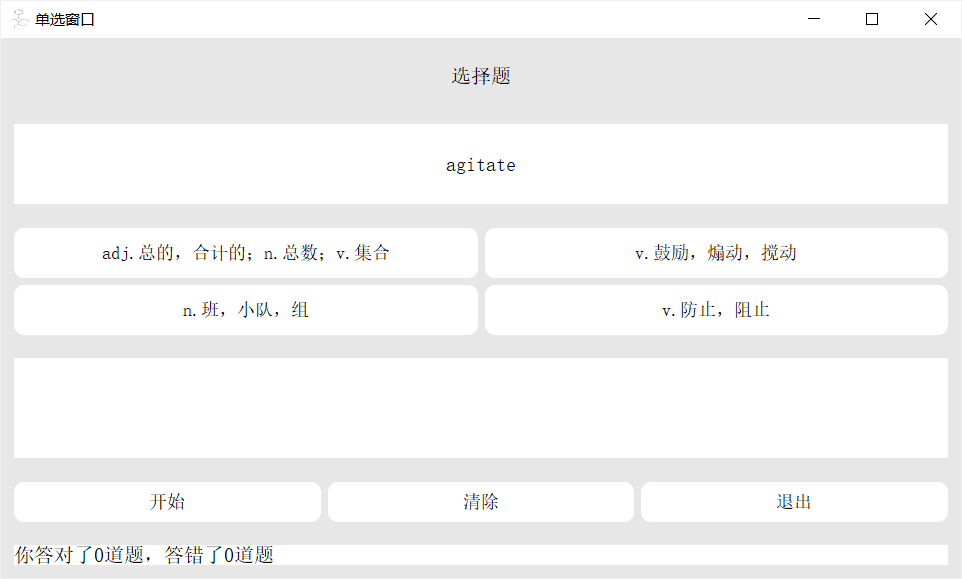 单选窗口
选择题
agitate
adj.总的，合计的；n.总数；v.集合
v.鼓励，煽动，搅动
n.班，小队，组
v.防止，阻止
开始
清除
退出
你答对了0道题，答错了0道题